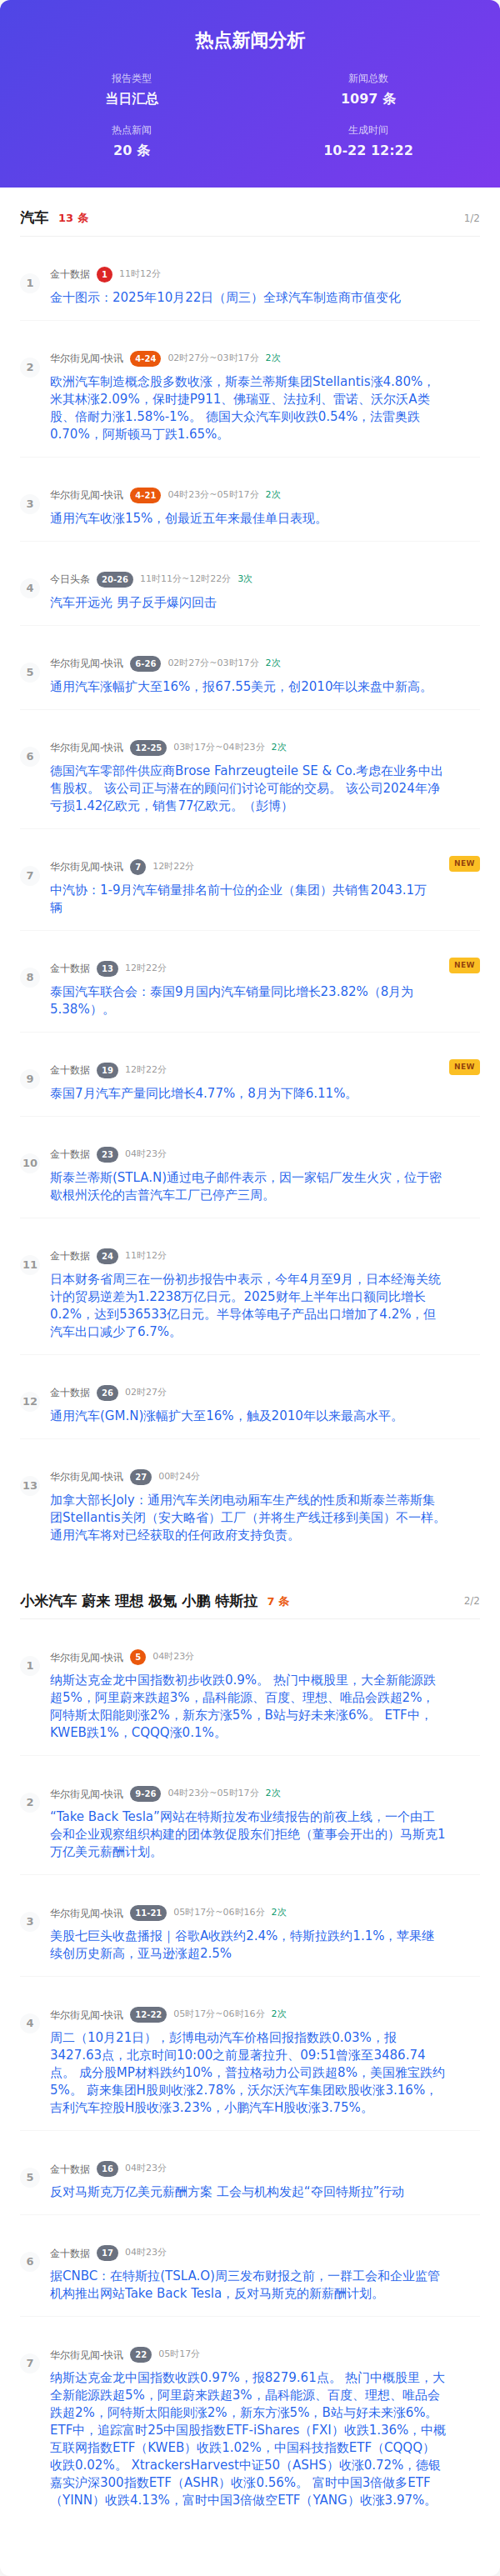 热点新闻分析
报告类型
新闻总数
当日汇总
1097 条
热点新闻
生成时间
20 条
10-22 12:22
汽车 13 条 1/2
1
金十数据 1 11时12分
金十图示：2025年10月22日（周三）全球汽车制造商市值变化
2
华尔街见闻-快讯 4-24 02时27分~03时17分 2次
欧洲汽车制造概念股多数收涨，斯泰兰蒂斯集团Stellantis涨4.80%，
米其林涨2.09%，保时捷P911、佛瑞亚、法拉利、雷诺、沃尔沃A类
股、倍耐力涨1.58%-1%。 德国大众汽车则收跌0.54%，法雷奥跌
0.70%，阿斯顿马丁跌1.65%。
3
华尔街见闻-快讯 4-21 04时23分~05时17分 2次
通用汽车收涨15%，创最近五年来最佳单日表现。
4
今日头条 20-26 11时11分~12时22分 3次
汽车开远光 男子反手爆闪回击
5
华尔街见闻-快讯 6-26 02时27分~03时17分 2次
通用汽车涨幅扩大至16%，报67.55美元，创2010年以来盘中新高。
6
华尔街见闻-快讯 12-25 03时17分~04时23分 2次
德国汽车零部件供应商Brose Fahrzeugteile SE & Co.考虑在业务中出
售股权。 该公司正与潜在的顾问们讨论可能的交易。 该公司2024年净
亏损1.42亿欧元，销售77亿欧元。（彭博）
7
华尔街见闻-快讯 7 12时22分 NEW
中汽协：1-9月汽车销量排名前十位的企业（集团）共销售2043.1万
辆
8
金十数据 13 12时22分 NEW
泰国汽车联合会：泰国9月国内汽车销量同比增长23.82%（8月为
5.38%）。
9
金十数据 19 12时22分 NEW
泰国7月汽车产量同比增长4.77%，8月为下降6.11%。
10
金十数据 23 04时23分
斯泰兰蒂斯(STLA.N)通过电子邮件表示，因一家铝厂发生火灾，位于密
歇根州沃伦的吉普汽车工厂已停产三周。
11
金十数据 24 11时12分
日本财务省周三在一份初步报告中表示，今年4月至9月，日本经海关统
计的贸易逆差为1.2238万亿日元。2025财年上半年出口额同比增长
0.2%，达到536533亿日元。半导体等电子产品出口增加了4.2%，但
汽车出口减少了6.7%。
12
金十数据 26 02时27分
通用汽车(GM.N)涨幅扩大至16%，触及2010年以来最高水平。
13
华尔街见闻-快讯 27 00时24分
加拿大部长Joly：通用汽车关闭电动厢车生产线的性质和斯泰兰蒂斯集
团Stellantis关闭（安大略省）工厂（并将生产线迁移到美国）不一样。
通用汽车将对已经获取的任何政府支持负责。
小米汽车 蔚来 理想 极氪 小鹏 特斯拉 7 条 2/2
1
华尔街见闻-快讯 5 04时23分
纳斯达克金龙中国指数初步收跌0.9%。 热门中概股里，大全新能源跌
超5%，阿里蔚来跌超3%，晶科能源、百度、理想、唯品会跌超2%，
阿特斯太阳能则涨2%，新东方涨5%，B站与好未来涨6%。 ETF中，
KWEB跌1%，CQQQ涨0.1%。
2
华尔街见闻-快讯 9-26 04时23分~05时17分 2次
“Take Back Tesla”网站在特斯拉发布业绩报告的前夜上线，一个由工
会和企业观察组织构建的团体敦促股东们拒绝（董事会开出的）马斯克1
万亿美元薪酬计划。
3
华尔街见闻-快讯 11-21 05时17分~06时16分 2次
美股七巨头收盘播报｜谷歌A收跌约2.4%，特斯拉跌约1.1%，苹果继
续创历史新高，亚马逊涨超2.5%
4
华尔街见闻-快讯 12-22 05时17分~06时16分 2次
周二（10月21日），彭博电动汽车价格回报指数跌0.03%，报
3427.63点，北京时间10:00之前显著拉升、09:51曾涨至3486.74
点。 成分股MP材料跌约10%，普拉格动力公司跌超8%，美国雅宝跌约
5%。 蔚来集团H股则收涨2.78%，沃尔沃汽车集团欧股收涨3.16%，
吉利汽车控股H股收涨3.23%，小鹏汽车H股收涨3.75%。
5
金十数据 16 04时23分
反对马斯克万亿美元薪酬方案 工会与机构发起“夺回特斯拉”行动
6
金十数据 17 04时23分
据CNBC：在特斯拉(TSLA.O)周三发布财报之前，一群工会和企业监管
机构推出网站Take Back Tesla，反对马斯克的新薪酬计划。
7
华尔街见闻-快讯 22 05时17分
纳斯达克金龙中国指数收跌0.97%，报8279.61点。 热门中概股里，大
全新能源跌超5%，阿里蔚来跌超3%，晶科能源、百度、理想、唯品会
跌超2%，阿特斯太阳能则涨2%，新东方涨5%，B站与好未来涨6%。
ETF中，追踪富时25中国股指数ETF-iShares（FXI）收跌1.36%，中概
互联网指数ETF（KWEB）收跌1.02%，中国科技指数ETF（CQQQ）
收跌0.02%。 XtrackersHarvest中证50（ASHS）收涨0.72%，德银
嘉实沪深300指数ETF（ASHR）收涨0.56%。 富时中国3倍做多ETF
（YINN）收跌4.13%，富时中国3倍做空ETF（YANG）收涨3.97%。